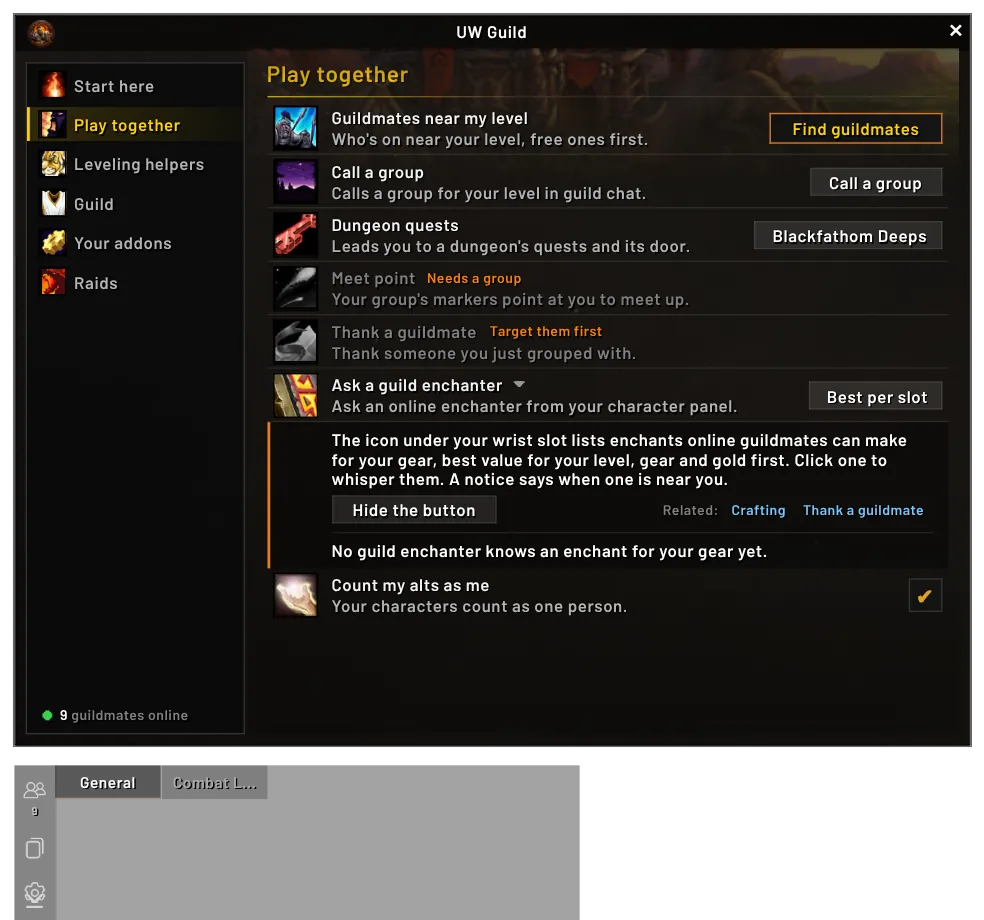 UW Guild
Start here
Play together
Leveling helpers
Guild
Your addons
Raids
9 guildmates online
Play together
Guildmates near my level
Who's on near your level, free ones first.
Find guildmates
Call a group
Calls a group for your level in guild chat.
Call a group
Dungeon quests
Leads you to a dungeon's quests and its door.
Blackfathom Deeps
Meet point Needs a group
Your group's markers point at you to meet up.
Thank a guildmate Target them first
Thank someone you just grouped with.
Ask a guild enchanter
Ask an online enchanter from your character panel.
Best per slot
The icon under your wrist slot lists enchants online guildmates can make
for your gear, best value for your level, gear and gold first. Click one to
whisper them. A notice says when one is near you.
Hide the button
Related: Crafting Thank a guildmate
No guild enchanter knows an enchant for your gear yet.
Count my alts as me
Your characters count as one person.
General
Combat L...
9